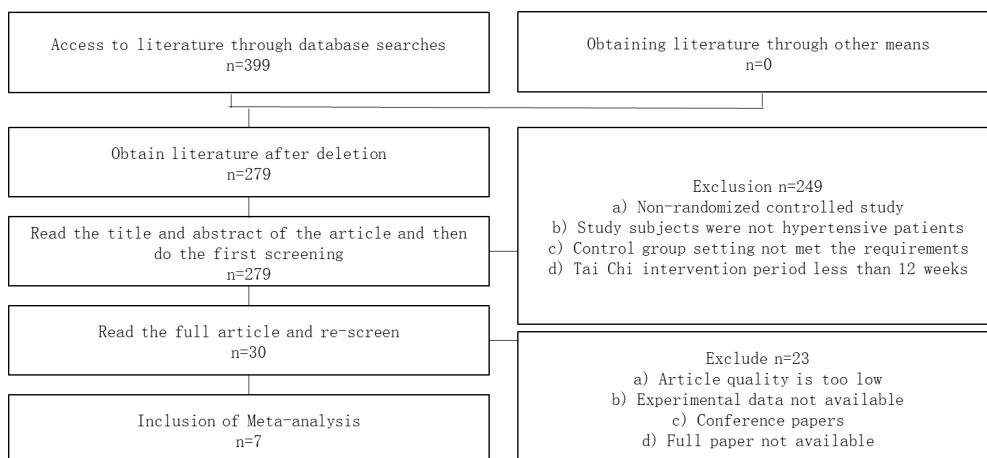 Access to literature through database searches
n=399
Obtaining literature through other means
n=0
Obtain literature after deletion
n=279
Read the title and abstract of the article and then
do the first screening
n=279
Exclusion n=249
a) Non-randomized controlled study
b) Study subjects were not hypertensive patients
c) Control group setting not met the requirements
d) Tai Chi intervention period less than 12 weeks
Read the full article and re-screen
n=30
Exclude n=23
a) Article quality is too low
b) Experimental data not available
c) Conference papers
d) Full paper not available
Inclusion of Meta-analysis
n=7